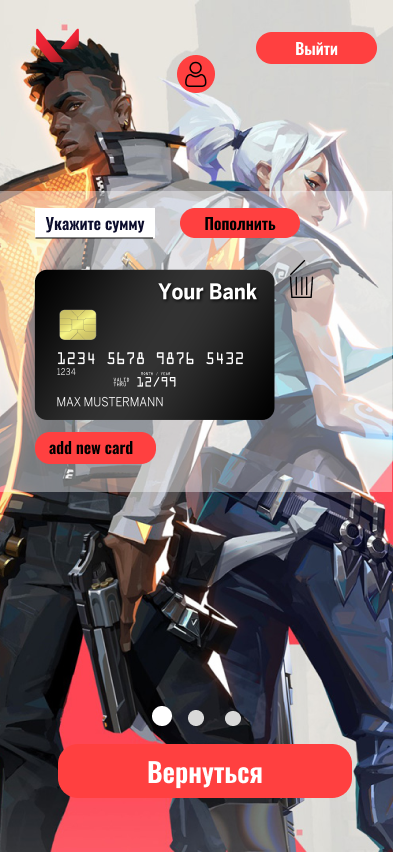 Выйти
Укажите сумму
Пополнить
Your Bank
1234 5678 9876 5432
1234
MONTH / YEAR
VALID THRU 12/99
MAX MUSTERMANN
add new card
Вернуться